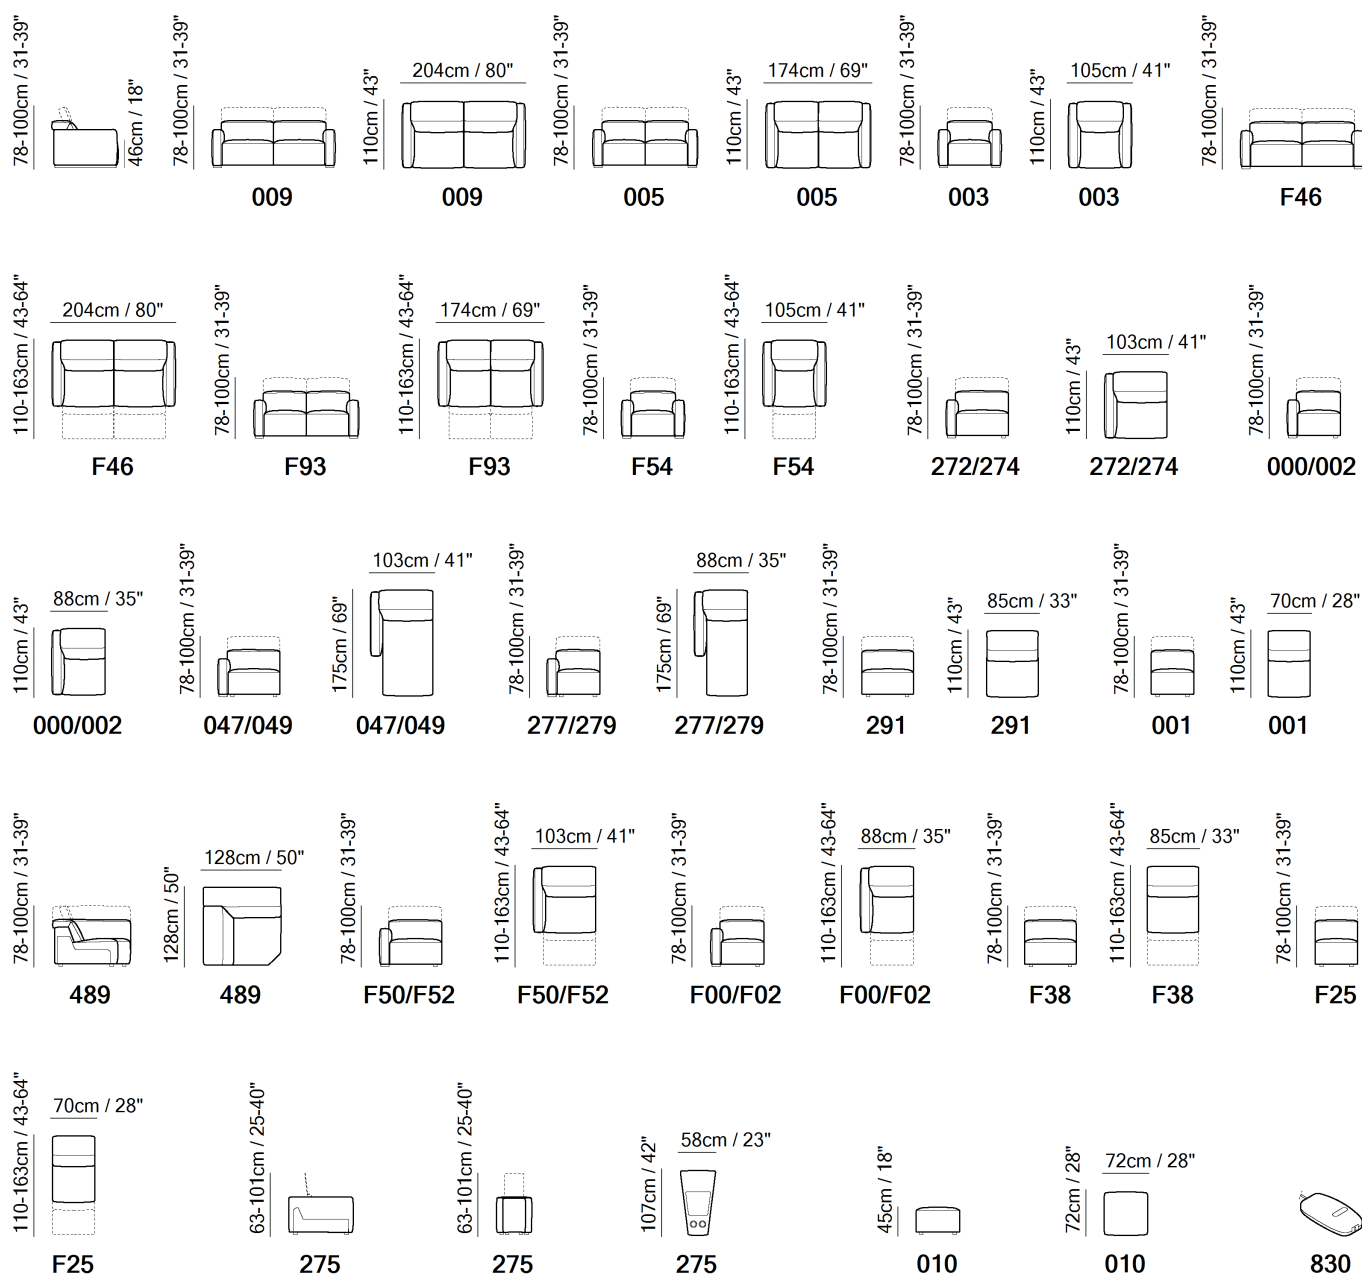 78-100cm / 31-39"
46cm / 18"
78-100cm / 31-39"
009
110cm / 43"
204cm / 80"
009
78-100cm / 31-39"
005
110cm / 43"
174cm / 69"
005
78-100cm / 31-39"
003
110cm / 43"
105cm / 41"
003
78-100cm / 31-39"
F46
110-163cm / 43-64"
204cm / 80"
F46
78-100cm / 31-39"
F93
110-163cm / 43-64"
174cm / 69"
F93
78-100cm / 31-39"
F54
110-163cm / 43-64"
105cm / 41"
F54
78-100cm / 31-39"
272/274
110cm / 43"
103cm / 41"
272/274
78-100cm / 31-39"
000/002
110cm / 43"
88cm / 35"
000/002
78-100cm / 31-39"
047/049
175cm / 69"
103cm / 41"
047/049
78-100cm / 31-39"
277/279
175cm / 69"
88cm / 35"
277/279
78-100cm / 31-39"
291
110cm / 43"
85cm / 33"
291
78-100cm / 31-39"
001
110cm / 43"
70cm / 28"
001
78-100cm / 31-39"
489
128cm / 50"
128cm / 50"
489
78-100cm / 31-39"
F50/F52
110-163cm / 43-64"
103cm / 41"
F50/F52
78-100cm / 31-39"
F00/F02
110-163cm / 43-64"
88cm / 35"
F00/F02
78-100cm / 31-39"
F38
110-163cm / 43-64"
85cm / 33"
F38
78-100cm / 31-39"
F25
110-163cm / 43-64"
70cm / 28"
F25
63-101cm / 25-40"
275
63-101cm / 25-40"
275
107cm / 42"
58cm / 23"
275
45cm / 18"
010
72cm / 28"
72cm / 28"
010
830